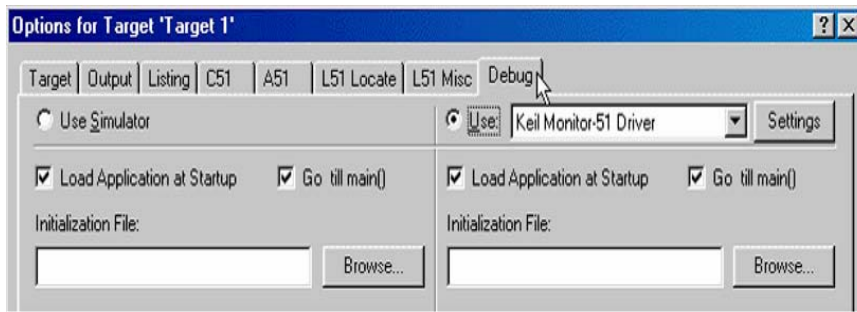 Options for Target 'Target 1'
Target Output Listing C51 A51 L51 Locate L51 Misc Debug
Use Simulator
Use: Keil Monitor-51 Driver Settings
Load Application at Startup Go till main()
Load Application at Startup Go till main()
Initialization File:
Initialization File:
Browse...
Browse...